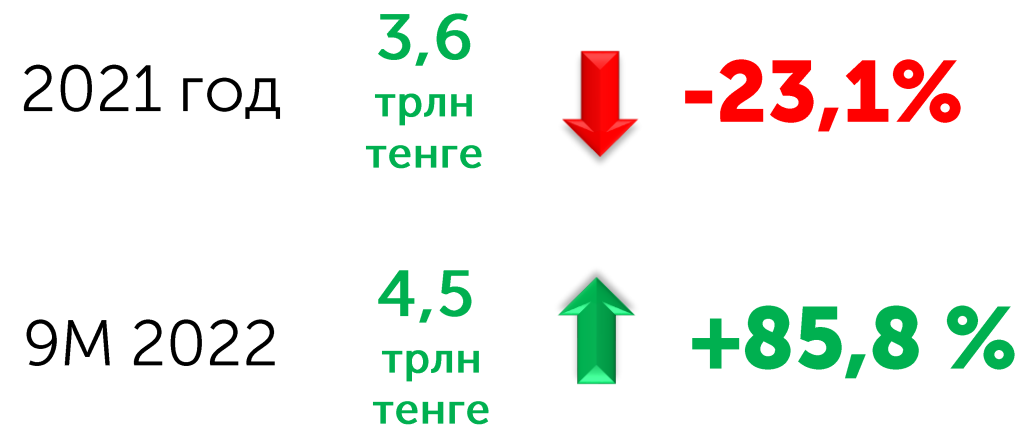 2021 год
3,6
трлн
тенге
-23,1%
9М 2022
4,5
трлн
тенге
+85,8 %